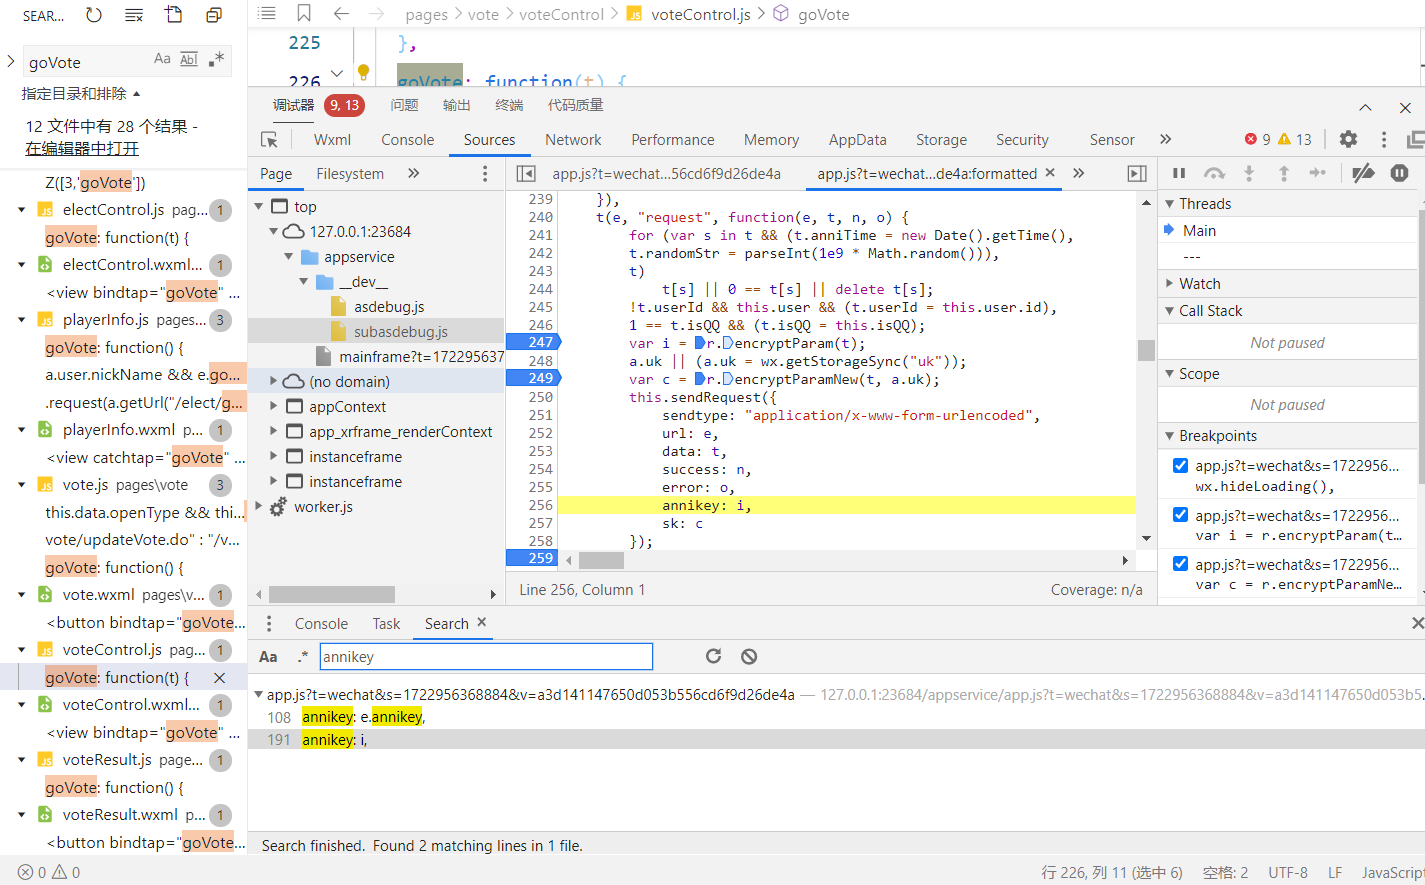 SEAR...
goVote
Aa Abl .*
指定目录和排除
12 文件中有 28 个结果 -
在编辑器中打开
Z([3,'goVote'])
electControl.js pag... 1
goVote: function(t) {
electControl.wxml... 1
<view bindtap="goVote" ...
playerInfo.js pages... 3
goVote: function() {
a.user.nickName && e.go...
.request(a.getUrl("/elect/g...
playerInfo.wxml p... 1
<view catchtap="goVote" ...
vote.js pages\vote 3
this.data.openType && thi...
vote/updateVote.do" : "/v...
goVote: function() {
vote.wxml pages\v... 1
<button bindtap="goVote...
voteControl.js pag... 1
goVote: function(t) {
voteControl.wxml... 1
<view bindtap="goVote" ...
voteResult.js page... 1
goVote: function() {
voteResult.wxml p... 1
<button bindtap="goVote...
pages > vote > voteControl > JS voteControl.js > goVote
225 },
226 goVote: function(t) {
调试器 9, 13 问题 输出 终端 代码质量
Wxml Console Sources Network Performance Memory AppData Storage Security Sensor » 9 13
Page Filesystem »
top
127.0.0.1:23684
appservice
__dev__
asdebug.js
subasdebug.js
mainframe?t=172295637
(no domain)
appContext
app_xrframe_renderContext
instanceframe
instanceframe
worker.js
app.js?t=wechat...56cd6f9d26de4a app.js?t=wechat...de4a:formatted »
239 }),
240 t(e, "request", function(e, t, n, o) {
241 for (var s in t && (t.anniTime = new Date().getTime(),
242 t.randomStr = parseInt(1e9 * Math.random())),
243 t)
244 t[s] || 0 == t[s] || delete t[s];
245 !t.userId && this.user && (t.userId = this.user.id),
246 1 == t.isQQ && (t.isQQ = this.isQQ);
247 var i = r.encryptParam(t);
248 a.uk || (a.uk = wx.getStorageSync("uk"));
249 var c = r.encryptParamNew(t, a.uk);
250 this.sendRequest({
251 sendtype: "application/x-www-form-urlencoded",
252 url: e,
253 data: t,
254 success: n,
255 error: o,
256 annikey: i,
257 sk: c
258 });
259
Line 256, Column 1 Coverage: n/a
Threads
Main
---
Watch
Call Stack
Not paused
Scope
Not paused
Breakpoints
app.js?t=wechat&s=1722956...
wx.hideLoading(),
app.js?t=wechat&s=1722956...
var i = r.encryptParam(t...
app.js?t=wechat&s=1722956...
var c = r.encryptParamNe...
Console Task Search
Aa .* annikey
app.js?t=wechat&s=1722956368884&v=a3d141147650d053b556cd6f9d26de4a — 127.0.0.1:23684/appservice/app.js?t=wechat&s=1722956368884&v=a3d141147650d053b5...
108 annikey: e.annikey,
191 annikey: i,
Search finished. Found 2 matching lines in 1 file.
0 0 行 226, 列 11 (选中 6) 空格: 2 UTF-8 LF JavaScrip